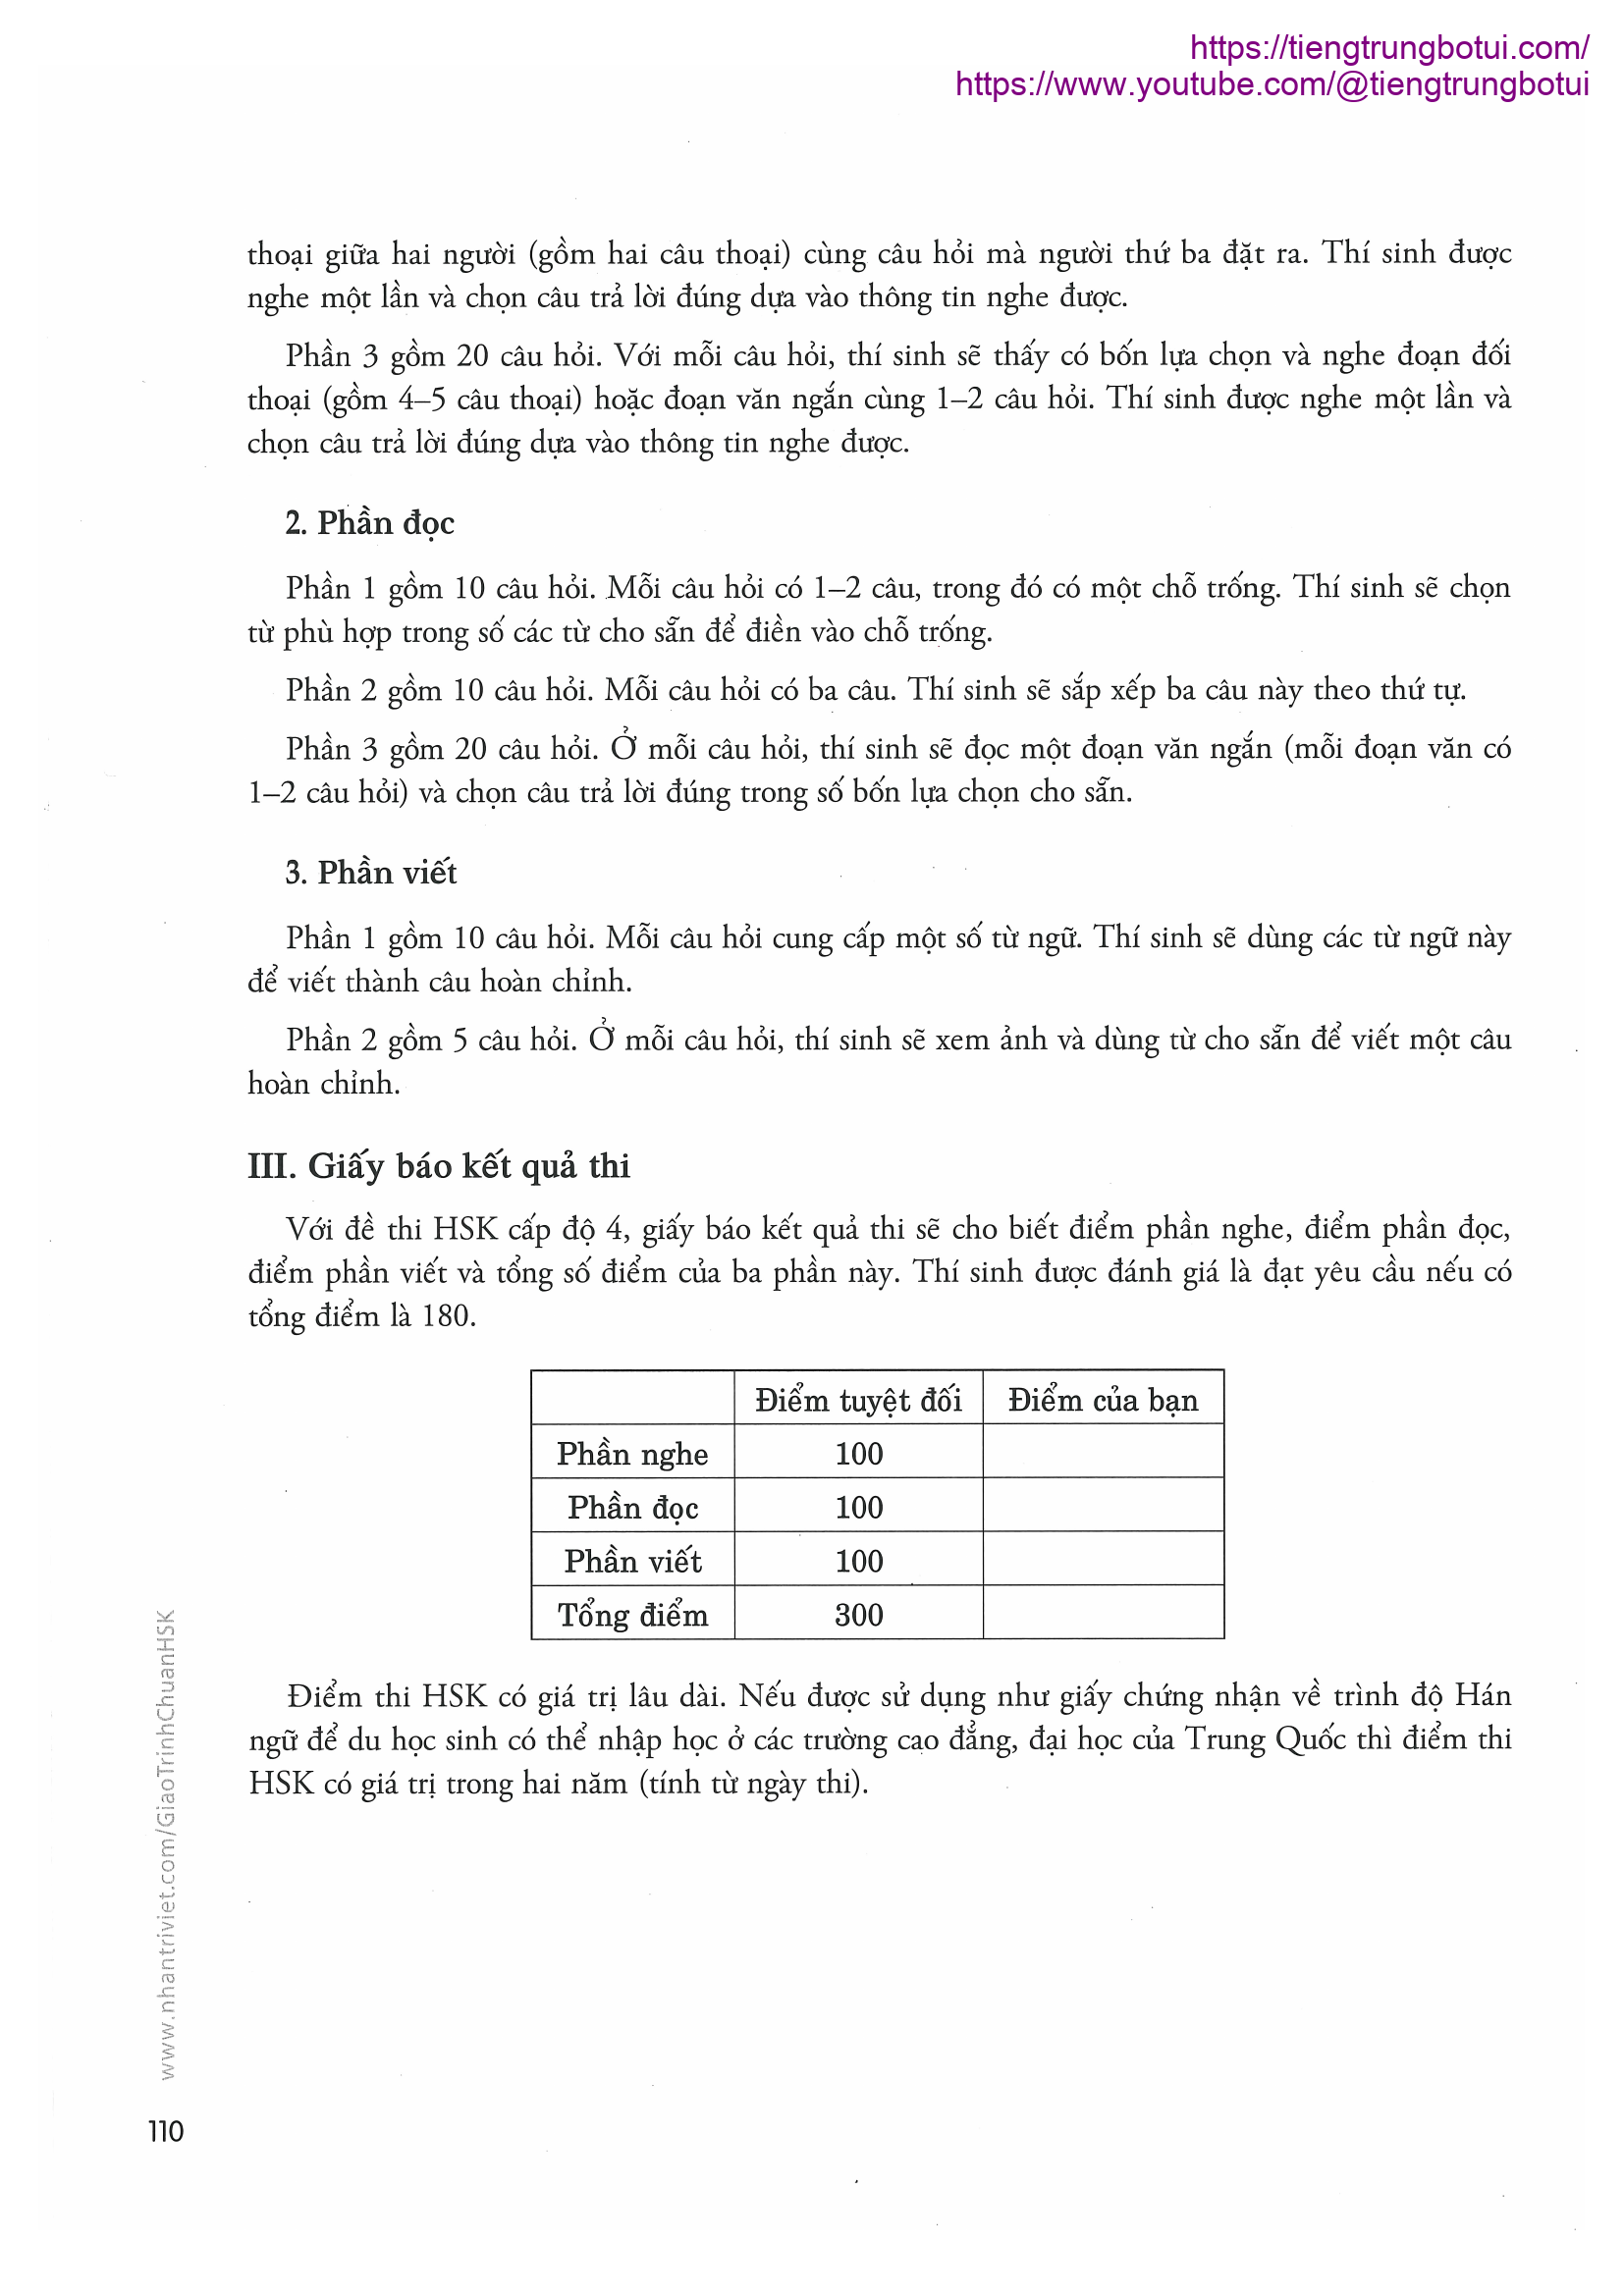 https://tiengtrungbotui.com/
https://www.youtube.com/@tiengtrungbotui
thoại giữa hai người (gồm hai câu thoại) cùng câu hỏi mà người thứ ba đặt ra. Thí sinh được
nghe một lần và chọn câu trả lời đúng dựa vào thông tin nghe được.
Phần 3 gồm 20 câu hỏi. Với mỗi câu hỏi, thí sinh sẽ thấy có bốn lựa chọn và nghe đoạn đối
thoại (gồm 4–5 câu thoại) hoặc đoạn văn ngắn cùng 1–2 câu hỏi. Thí sinh được nghe một lần và
chọn câu trả lời đúng dựa vào thông tin nghe được.
2. Phần đọc
Phần 1 gồm 10 câu hỏi. Mỗi câu hỏi có 1–2 câu, trong đó có một chỗ trống. Thí sinh sẽ chọn
từ phù hợp trong số các từ cho sẵn để điền vào chỗ trống.
Phần 2 gồm 10 câu hỏi. Mỗi câu hỏi có ba câu. Thí sinh sẽ sắp xếp ba câu này theo thứ tự.
Phần 3 gồm 20 câu hỏi. Ở mỗi câu hỏi, thí sinh sẽ đọc một đoạn văn ngắn (mỗi đoạn văn có
1–2 câu hỏi) và chọn câu trả lời đúng trong số bốn lựa chọn cho sẵn.
3. Phần viết
Phần 1 gồm 10 câu hỏi. Mỗi câu hỏi cung cấp một số từ ngữ. Thí sinh sẽ dùng các từ ngữ này
để viết thành câu hoàn chỉnh.
Phần 2 gồm 5 câu hỏi. Ở mỗi câu hỏi, thí sinh sẽ xem ảnh và dùng từ cho sẵn để viết một câu
hoàn chỉnh.
III. Giấy báo kết quả thi
Với đề thi HSK cấp độ 4, giấy báo kết quả thi sẽ cho biết điểm phần nghe, điểm phần đọc,
điểm phần viết và tổng số điểm của ba phần này. Thí sinh được đánh giá là đạt yêu cầu nếu có
tổng điểm là 180.
Điểm tuyệt đối Điểm của bạn
Phần nghe 100
Phần đọc 100
Phần viết 100
Tổng điểm 300
Điểm thi HSK có giá trị lâu dài. Nếu được sử dụng như giấy chứng nhận về trình độ Hán
ngữ để du học sinh có thể nhập học ở các trường cao đẳng, đại học của Trung Quốc thì điểm thi
HSK có giá trị trong hai năm (tính từ ngày thi).
www.nhantriviet.com/GiaoTrinhChuanHSK
110